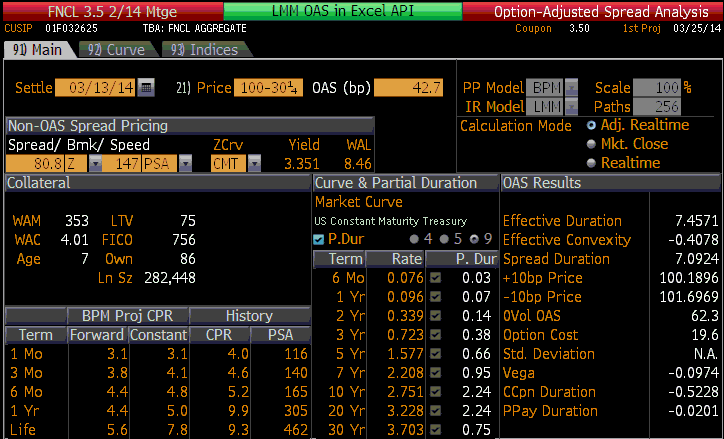 FNCL 3.5 2/14 Mtge LMM OAS in Excel API Option-Adjusted Spread Analysis
CUSIP 01F032625 TBA: FNCL AGGREGATE Coupon 3.50 1st Proj 03/25/14
91) Main 92) Curve 93) Indices
Settle 03/13/14 21) Price 100-30¼ OAS (bp) 42.7 PP Model BPM Scale 100 %
IR Model LMM Paths 256
Non-OAS Spread Pricing Calculation Mode Adj. Realtime
Spread/ Bmk/ Speed ZCrv Yield WAL Mkt. Close
80.8 Z 147 PSA CMT 3.351 8.46 Realtime
Collateral Curve & Partial Duration OAS Results
Market Curve
WAM 353 LTV 75 US Constant Maturity Treasury Effective Duration 7.4571
WAC 4.01 FICO 756 P.Dur 4 5 9 Effective Convexity -0.4078
Age 7 Own 86 Term Rate P. Dur Spread Duration 7.0924
Ln Sz 282,448 6 Mo 0.076 0.03 +10bp Price 100.1896
1 Yr 0.096 0.07 -10bp Price 101.6969
BPM Proj CPR History 2 Yr 0.339 0.14 0Vol OAS 62.3
Term Forward Constant CPR PSA 3 Yr 0.723 0.38 Option Cost 19.6
1 Mo 3.1 3.1 4.0 116 5 Yr 1.577 0.66 Std. Deviation N.A.
3 Mo 3.8 4.1 4.6 140 7 Yr 2.208 0.95 Vega -0.0974
6 Mo 4.4 4.8 5.2 165 10 Yr 2.751 2.24 CCpn Duration -0.5228
1 Yr 4.4 5.0 9.9 305 20 Yr 3.228 2.24 PPay Duration -0.0201
Life 5.6 7.8 9.3 462 30 Yr 3.703 0.75